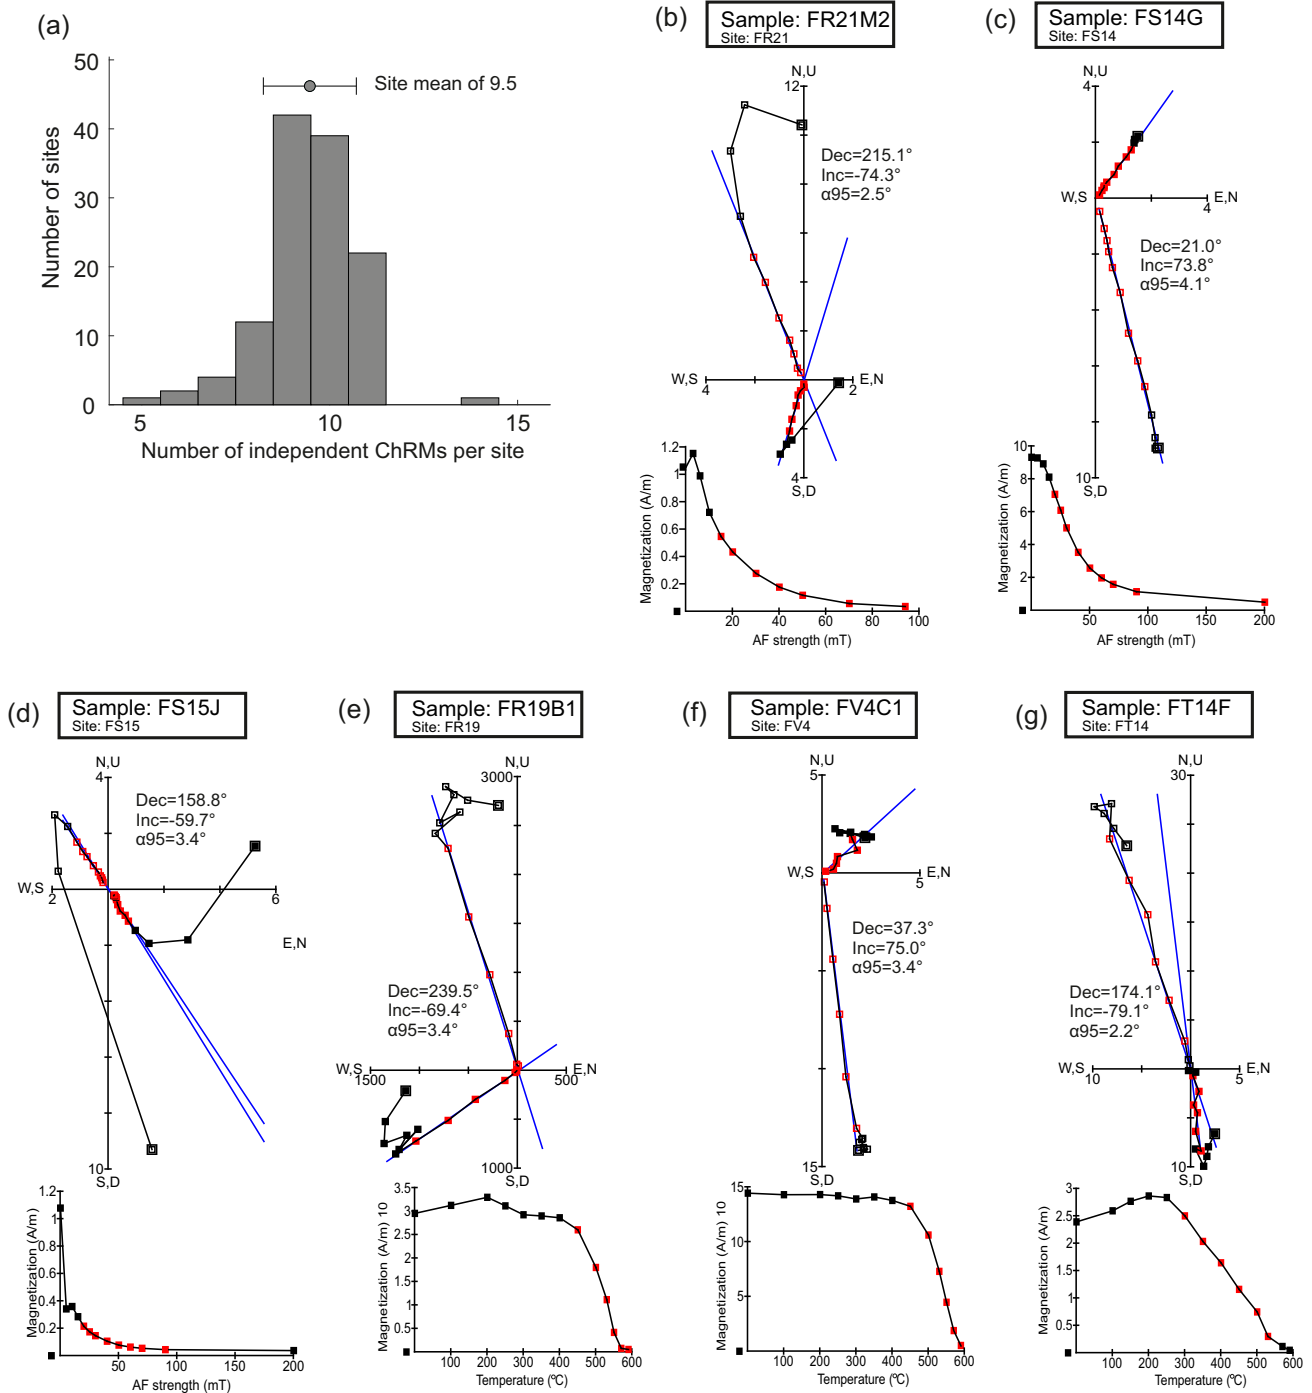 (a)
50
40
30
20
10
0
Number of sites
Site mean of 9.5
5
10
15
Number of independent ChRMs per site
(b)
Sample: FR21M2
Site: FR21
N,U
12
Dec=215.1°
Inc=-74.3°
α95=2.5°
W,S
4
E,N
2
4
S,D
1.2
1
0.8
0.6
0.4
0.2
Magnetization (A/m)
20
40
60
80
100
AF strength (mT)
(c)
Sample: FS14G
Site: FS14
N,U
4
W,S
E,N
4
Dec=21.0°
Inc=73.8°
α95=4.1°
10
S,D
10
8
6
4
2
Magnetization (A/m)
50
100
150
200
AF strength (mT)
(d)
Sample: FS15J
Site: FS15
N,U
4
Dec=158.8°
Inc=-59.7°
α95=3.4°
W,S
2
6
E,N
10
S,D
1.2
1
0.8
0.6
0.4
0.2
Magnetization (A/m)
50
100
150
200
AF strength (mT)
(e)
Sample: FR19B1
Site: FR19
N,U
3000
Dec=239.5°
Inc=-69.4°
α95=3.4°
W,S
1500
E,N
500
1000
S,D
3.5
3
2.5
2
1.5
1
0.5
Magnetization (A/m) 10
100
200
300
400
500
600
Temperature (ºC)
(f)
Sample: FV4C1
Site: FV4
N,U
5
W,S
E,N
5
Dec=37.3°
Inc=75.0°
α95=3.4°
15
S,D
15
10
5
Magnetization (A/m) 10
100
200
300
400
500
600
Temperature (ºC)
(g)
Sample: FT14F
Site: FT14
N,U
30
Dec=174.1°
Inc=-79.1°
α95=2.2°
W,S
10
E,N
5
10
S,D
3
2.5
2
1.5
1
0.5
Magnetization (A/m)
100
200
300
400
500
600
Temperature (ºC)